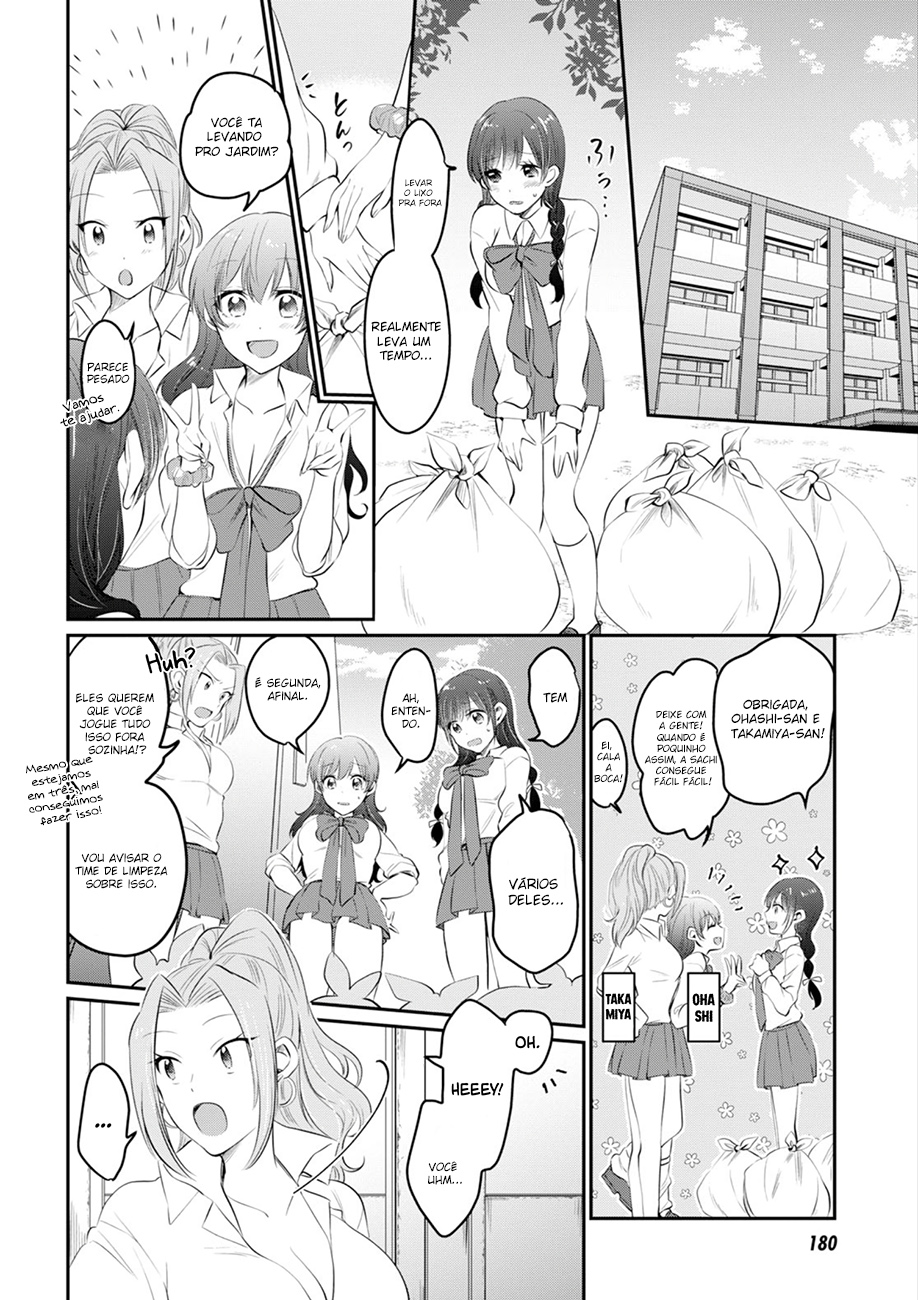 LEVAR
O LIXO
PRA FORA
REALMENTE
LEVA UM
TEMPO...
ふぅ
とんっ
VOCÊ TA
LEVANDO
PRO JARDIM?
PARECE
PESADO
Vamos
te ajudar.
OBRIGADA,
OHASHI-SAN E
TAKAMIYA-SAN!
DEIXE COM
A GENTE!
QUANDO É
POQUINHO
ASSIM, A SACHI
CONSEGUE
FÁCIL FÁCIL!
EI,
CALA
A
BOCA!
OHA
SHI
TAKA
MIYA
TEM
VÁRIOS
DELES...
AH,
ENTEN-
DO.
É SEGUNDA,
AFINAL.
Huh?
ELES QUEREM
QUE VOCÊ
JOGUE TUDO
ISSO FORA
SOZINHA!?
Mesmo que
estejamos
em três, mal
conseguimos
fazer isso!
VOU AVISAR O
TIME DE LIMPEZA
SOBRE ISSO.
OH.
HEEEY!
VOCÊ
UHM...
...
180